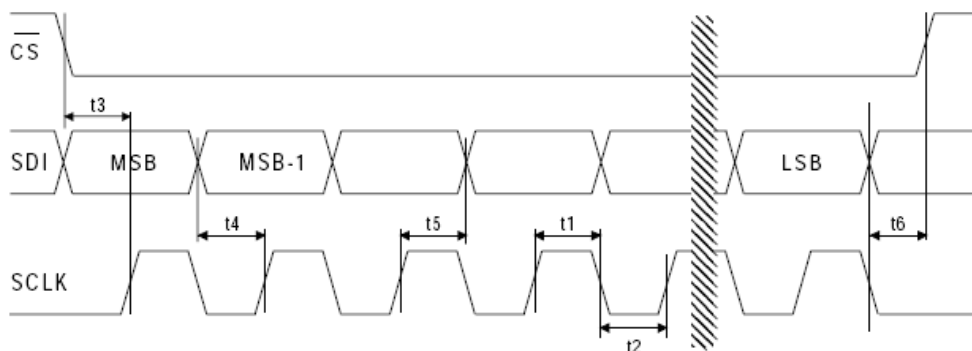 CS
t3
SDI MSB MSB-1 LSB
t4 t5 t1 t6
SCLK
t2